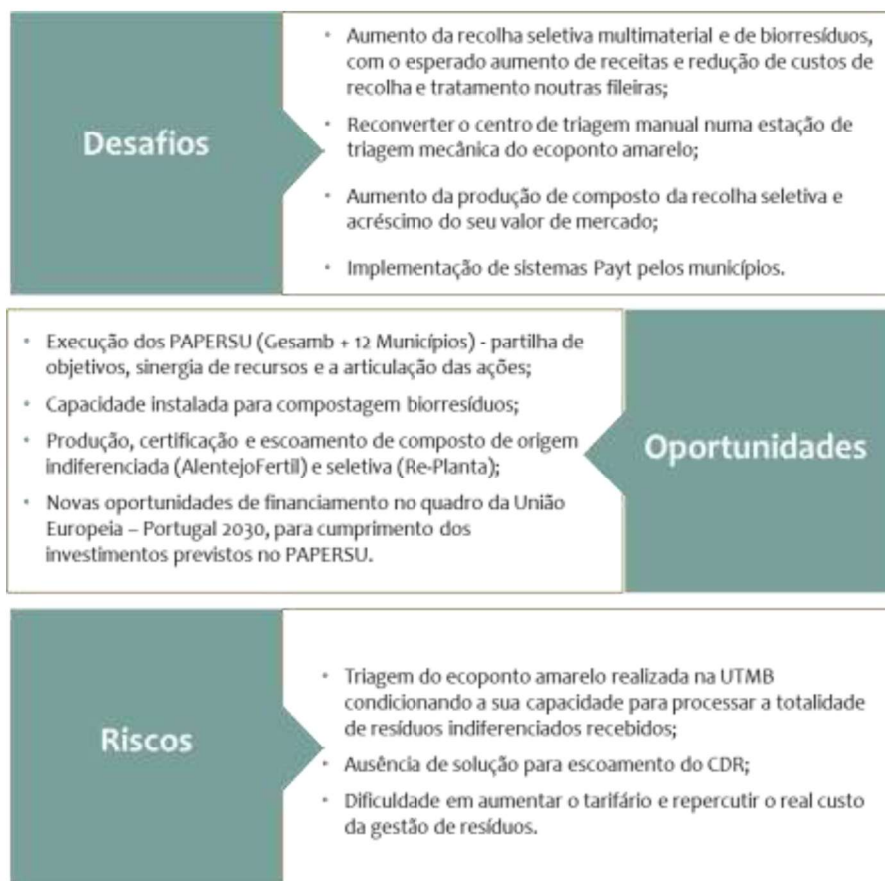 Desafios
• Aumento da recolha seletiva multimaterial e de biorresíduos,
com o esperado aumento de receitas e redução de custos de
recolha e tratamento noutras fileiras;
• Reconverter o centro de triagem manual numa estação de
triagem mecânica do ecoponto amarelo;
• Aumento da produção de composto da recolha seletiva e
acréscimo do seu valor de mercado;
• Implementação de sistemas Payt pelos municípios.
• Execução dos PAPERSU (Gesamb + 12 Municípios) - partilha de
objetivos, sinergia de recursos e a articulação das ações;
• Capacidade instalada para compostagem biorresíduos;
• Produção, certificação e escoamento de composto de origem
indiferenciada (AlentejoFertil) e seletiva (Re-Planta);
• Novas oportunidades de financiamento no quadro da União
Europeia – Portugal 2030, para cumprimento dos
investimentos previstos no PAPERSU.
Oportunidades
Riscos
• Triagem do ecoponto amarelo realizada na UTMB
condicionando a sua capacidade para processar a totalidade
de resíduos indiferenciados recebidos;
• Ausência de solução para escoamento do CDR;
• Dificuldade em aumentar o tarifário e repercutir o real custo
da gestão de resíduos.